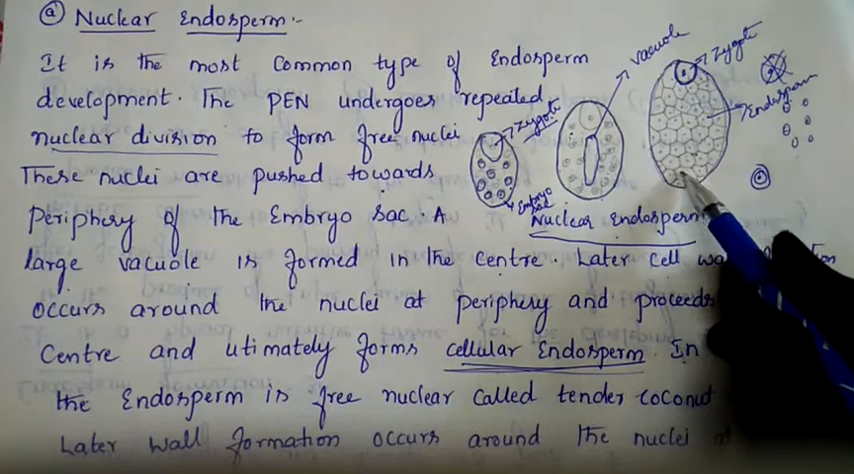 ⓐ Nuclear Endosperm:-
It is the most common type of Endosperm
development. The PEN undergoes repeated
nuclear division to form free nuclei
These nuclei are pushed towards
Periphery of the Embryo sac. A
large vacuole is formed in the centre. Later cell
occurs around the nuclei at periphery and proceeds
Centre and utimately forms cellular Endosperm. In
the Endosperm is free nuclear called tender coconut
Later wall formation occurs around the nuclei
Zygote
Embryo
Sac
Vacuole
Zygote
Endosperm
Nuclear Endosperm